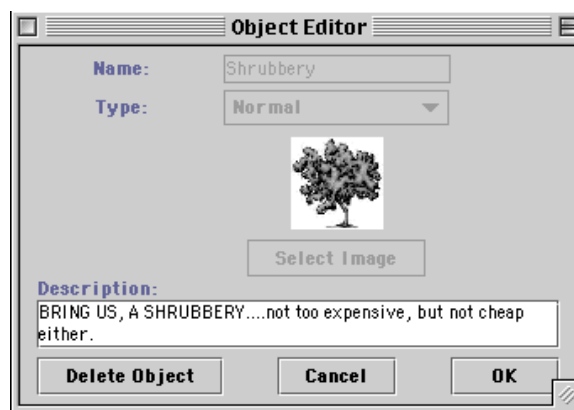 Object Editor
Name: Shrubbery
Type: Normal
Select Image
Description:
BRING US, A SHRUBBERY....not too expensive, but not cheap
either.
Delete Object Cancel OK